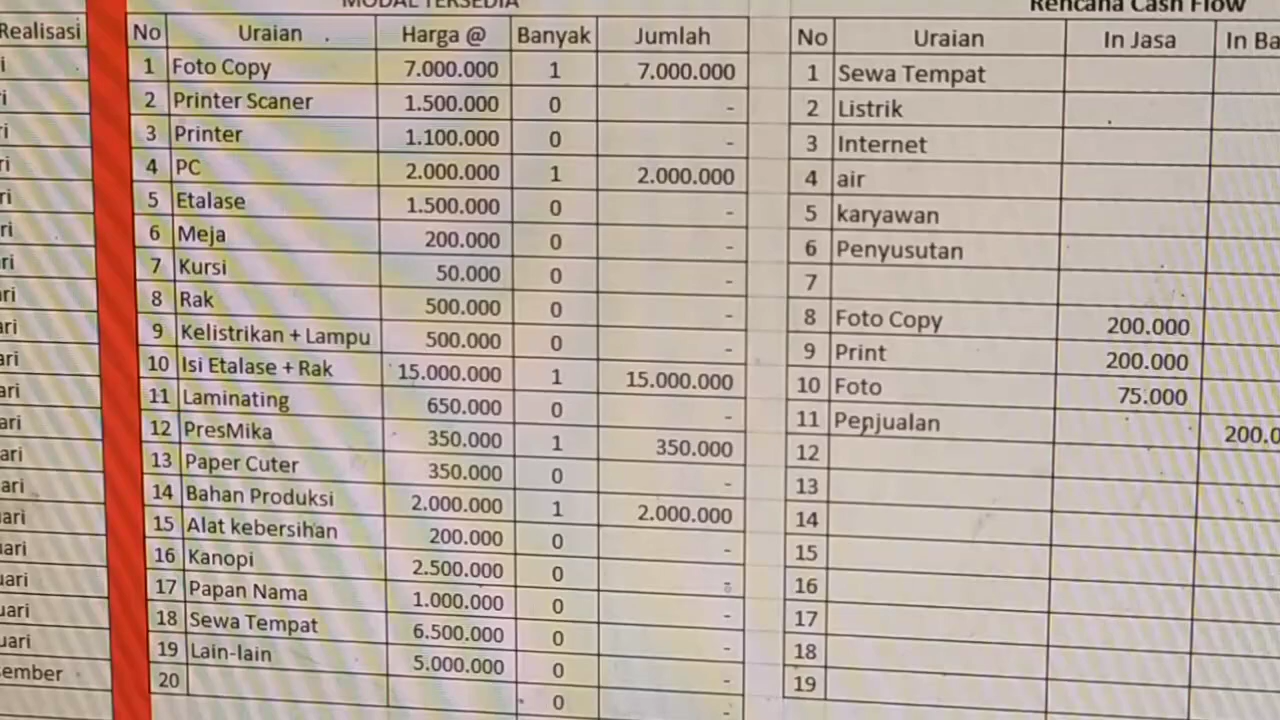 MODAL TERSEDIA
Rencana Cash Flow
Realisasi
No Uraian Harga @ Banyak Jumlah
1 Foto Copy 7.000.000 1 7.000.000
2 Printer Scaner 1.500.000 0 -
3 Printer 1.100.000 0 -
4 PC 2.000.000 1 2.000.000
5 Etalase 1.500.000 0 -
6 Meja 200.000 0 -
7 Kursi 50.000 0 -
8 Rak 500.000 0 -
9 Kelistrikan + Lampu 500.000 0 -
10 Isi Etalase + Rak 15.000.000 1 15.000.000
11 Laminating 650.000 0 -
12 PresMika 350.000 1 350.000
13 Paper Cuter 350.000 0 -
14 Bahan Produksi 2.000.000 1 2.000.000
15 Alat kebersihan 200.000 0 -
16 Kanopi 2.500.000 0 -
17 Papan Nama 1.000.000 0 -
18 Sewa Tempat 6.500.000 0 -
19 Lain-lain 5.000.000 0 -
20 0 -
No Uraian In Jasa In Ba
1 Sewa Tempat
2 Listrik
3 Internet
4 air
5 karyawan
6 Penyusutan
7
8 Foto Copy 200.000
9 Print 200.000
10 Foto 75.000
11 Penjualan 200.0
12
13
14
15
16
17
18
19